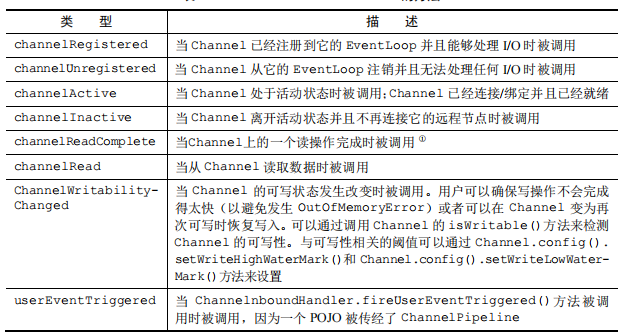 类 型 描 述
channelRegistered 当 Channel 已经注册到它的 EventLoop 并且能够处理 I/O 时被调用
channelUnregistered 当 Channel 从它的 EventLoop 注销并且无法处理任何 I/O 时被调用
channelActive 当 Channel 处于活动状态时被调用;Channel 已经连接/绑定并且已经就绪
channelInactive 当 Channel 离开活动状态并且不再连接它的远程节点时被调用
channelReadComplete 当Channel上的一个读操作完成时被调用①
channelRead 当从 Channel 读取数据时被调用
ChannelWritability- 当 Channel 的可写状态发生改变时被调用。用户可以确保写操作不会完成
Changed 得太快（以避免发生 OutOfMemoryError）或者可以在 Channel 变为再
次可写时恢复写入。可以通过调用 Channel 的 isWritable()方法来检测
Channel 的可写性。与可写性相关的阈值可以通过 Channel.config().
setWriteHighWaterMark()和 Channel.config().setWriteLowWater-
Mark()方法来设置
userEventTriggered 当 ChannelnboundHandler.fireUserEventTriggered()方法被调
用时被调用，因为一个 POJO 被传经了 ChannelPipeline